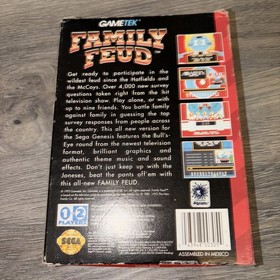 GAMETEK
FAMILY
FEUD
Get ready to participate in the
wildest feud since the Hatfields and
the McCoys. Over 4,000 new survey
questions taken right from the hit
television show. Play alone, or with
up to nine friends. You battle family
against family in guessing the top
survey responses from people across
the country. This all new version for
the Sega Genesis features the Bull's-
Eye round from the newest television
format, brilliant graphics and
authentic theme music and sound
effects. Don't just keep up with the
Joneses, beat the pants off'em with
this all-new FAMILY FEUD.
1 2
PLAYER
SEGA
ASSEMBLED IN MEXICO